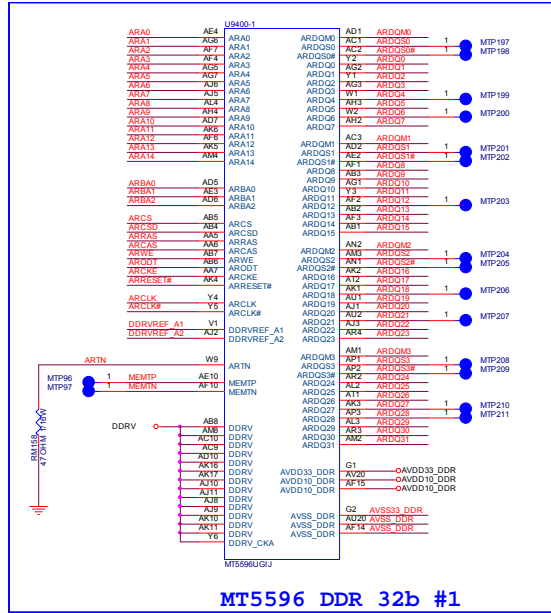 U9400-1
ARA0 AE4 ARA0
ARA1 AG6 ARA1
ARA2 AF7 ARA2
ARA3 AF4 ARA3
ARA4 AG5 ARA4
ARA5 AG7 ARA5
ARA6 AJ6 ARA6
ARA7 AJ5 ARA7
ARA8 AL4 ARA8
ARA9 AH4 ARA9
ARA10 AD7 ARA10
ARA11 AK6 ARA11
ARA12 AF6 ARA12
ARA13 AK5 ARA13
ARA14 AM4 ARA14
ARBA0 AD5 ARBA0
ARBA1 AE3 ARBA1
ARBA2 AD6 ARBA2
ARCS AB5 ARCS
ARCSD AB4 ARCSD
ARRAS AA5 ARRAS
ARCAS AA6 ARCAS
ARWE AB7 ARWE
ARODT AB6 ARODT
ARCKE AA7 ARCKE
ARRESET# AK4 ARRESET#
ARCLK Y4 ARCLK
ARCLK# Y5 ARCLK#
DDRVREF_A1 V1 DDRVREF_A1
DDRVREF_A2 AJ2 DDRVREF_A2
ARTN W9 ARTN
MTP96 1 MEMTP AE10 MEMTP
MTP97 1 MEMTN AF10 MEMTN
RM158
47 OHM 1/16W
DDRV AB8 DDRV
AM8 DDRV
AC10 DDRV
AC9 DDRV
AD10 DDRV
AK16 DDRV
AK17 DDRV
AJ10 DDRV
AJ11 DDRV
AJ8 DDRV
AJ9 DDRV
AK10 DDRV
AK11 DDRV
Y6 DDRV_CKA
ARDQM0 AD1 ARDQM0
ARDQS0 AC1 ARDQS0 1 MTP197
ARDQS0# AC2 ARDQS0# 1 MTP198
ARDQ0 Y2 ARDQ0
ARDQ1 AG2 ARDQ1
ARDQ2 Y1 ARDQ2
ARDQ3 AG3 ARDQ3
ARDQ4 W1 ARDQ4 1 MTP199
ARDQ5 AH3 ARDQ5
ARDQ6 W2 ARDQ6 1 MTP200
ARDQ7 AH2 ARDQ7
ARDQM1 AC3 ARDQM1
ARDQS1 AD2 ARDQS1 1 MTP201
ARDQS1# AE2 ARDQS1# 1 MTP202
ARDQ8 AF1 ARDQ8
ARDQ9 AB3 ARDQ9
ARDQ10 AG1 ARDQ10
ARDQ11 Y3 ARDQ11
ARDQ12 AF2 ARDQ12 1 MTP203
ARDQ13 AB2 ARDQ13
ARDQ14 AF3 ARDQ14
ARDQ15 AB1 ARDQ15
ARDQM2 AN2 ARDQM2
ARDQS2 AM3 ARDQS2 1 MTP204
ARDQS2# AN1 ARDQS2# 1 MTP205
ARDQ16 AK2 ARDQ16
ARDQ17 AT2 ARDQ17
ARDQ18 AK1 ARDQ18 1 MTP206
ARDQ19 AU1 ARDQ19
ARDQ20 AJ1 ARDQ20
ARDQ21 AU2 ARDQ21 1 MTP207
ARDQ22 AJ3 ARDQ22
ARDQ23 AR4 ARDQ23
ARDQM3 AM1 ARDQM3
ARDQS3 AP1 ARDQS3 1 MTP208
ARDQS3# AP2 ARDQS3# 1 MTP209
ARDQ24 AR2 ARDQ24
ARDQ25 AL2 ARDQ25
ARDQ26 AT1 ARDQ26
ARDQ27 AK3 ARDQ27 1 MTP210
ARDQ28 AP3 ARDQ28 1 MTP211
ARDQ29 AL3 ARDQ29
ARDQ30 AR3 ARDQ30
ARDQ31 AM2 ARDQ31
AVDD33_DDR G1 AVDD33_DDR
AVDD10_DDR AV20 AVDD10_DDR
AVDD10_DDR AF15 AVDD10_DDR
AVSS_DDR G2 AVSS33_DDR
AVSS_DDR AU20 AVSS_DDR
AVSS_DDR AF14 AVSS_DDR
MT5596UGIJ
MT5596 DDR 32b #1